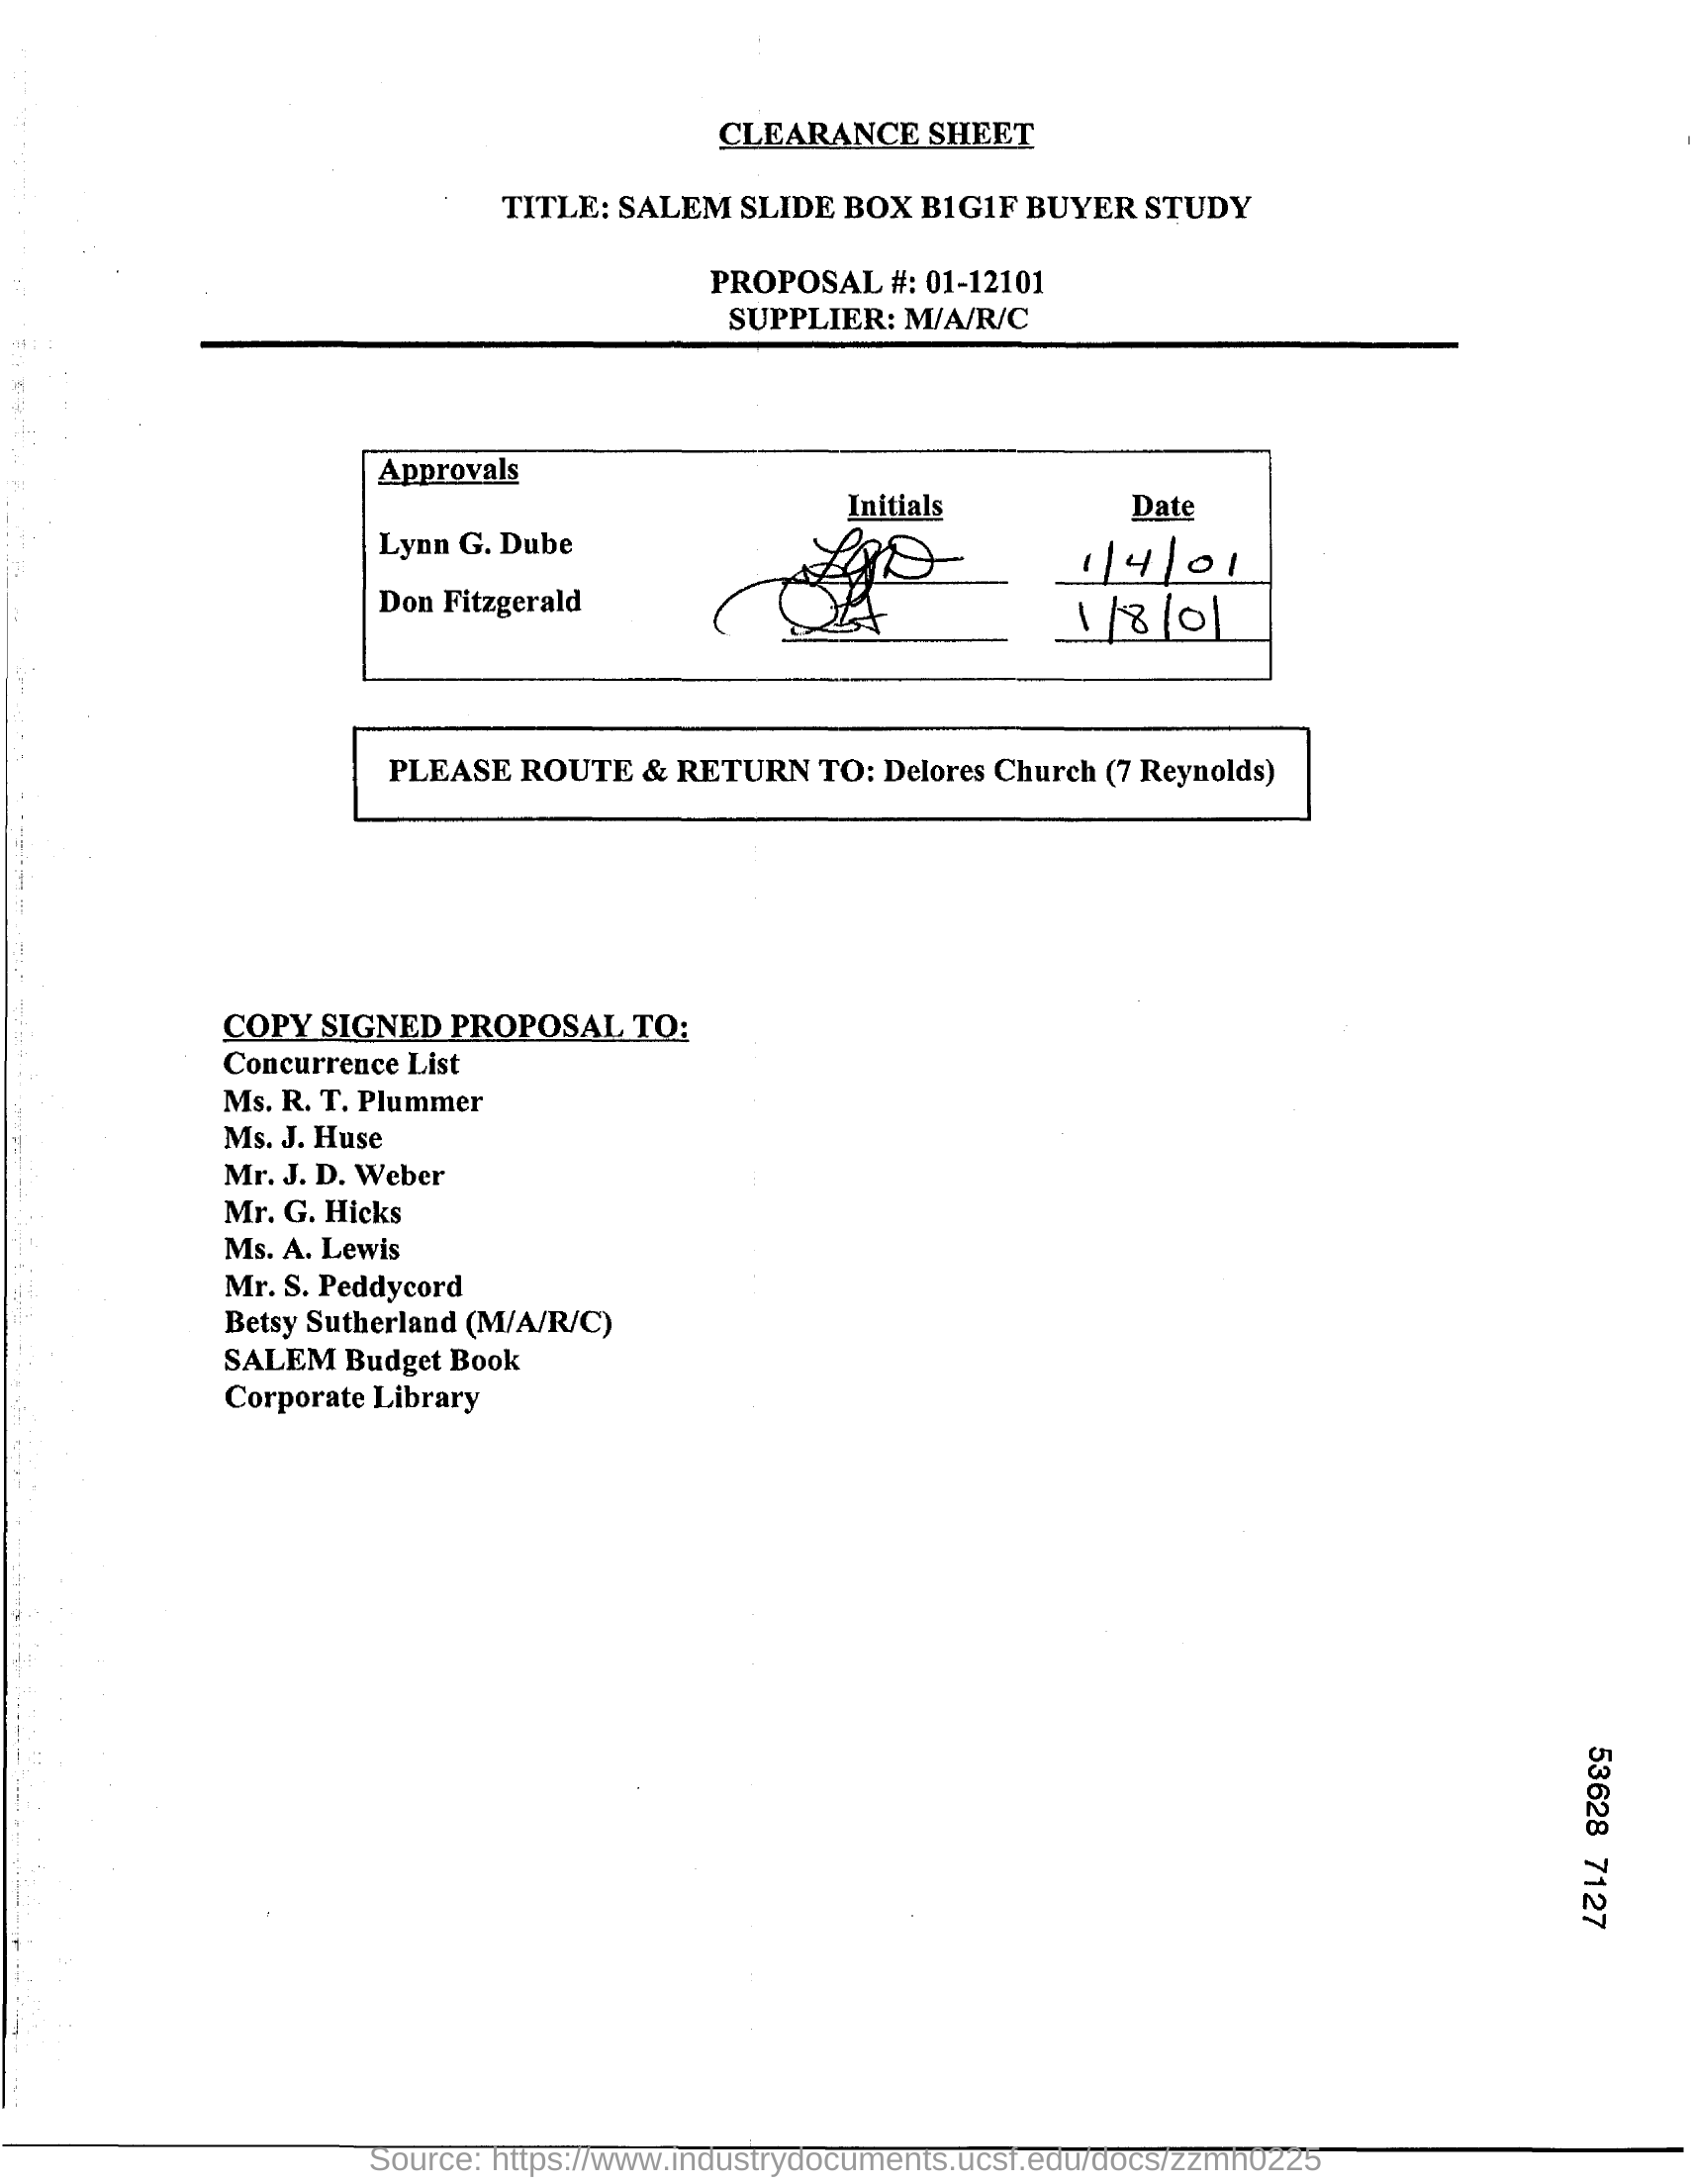 CLEARANCE SHEET
TITLE: SALEM SLIDE BOX B1G1F BUYER STUDY
PROPOSAL #: 01-12101
SUPPLIER: M/A/R/C
Approvals
Initials Date
Lynn G. Dube LGD 1/4/01
Don Fitzgerald 1/8/01
PLEASE ROUTE & RETURN TO: Delores Church (7 Reynolds)
COPY SIGNED PROPOSAL TO:
Concurrence List
Ms. R. T. Plummer
Ms. J. Huse
Mr. J. D. Weber
Mr. G. Hicks
Ms. A. Lewis
Mr. S. Peddycord
Betsy Sutherland (M/A/R/C)
SALEM Budget Book
Corporate Library
53628 7127
Source: https://www.industrydocuments.ucsf.edu/docs/zzmh0225